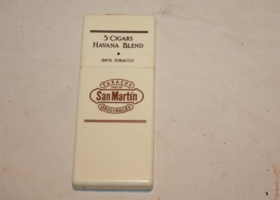 5 CIGARS
HAVANA BLEND
100% TOBACCO
TABACOS
San Martin
ORIGINALES